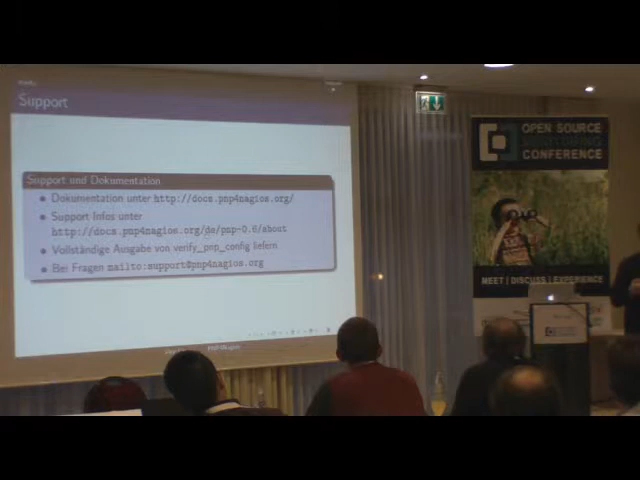 Support
Support und Dokumentation
Dokumentation unter http://docs.pnp4nagios.org/
Support Infos unter
http://docs.pnp4nagios.org/de/pnp-0.6/about
Vollständige Ausgabe von verify_pnp_config liefern
Bei Fragen mailto:support@pnp4nagios.org
OPEN SOURCE
MONITORING
CONFERENCE
MEET | DISCUSS | EXPERIENCE